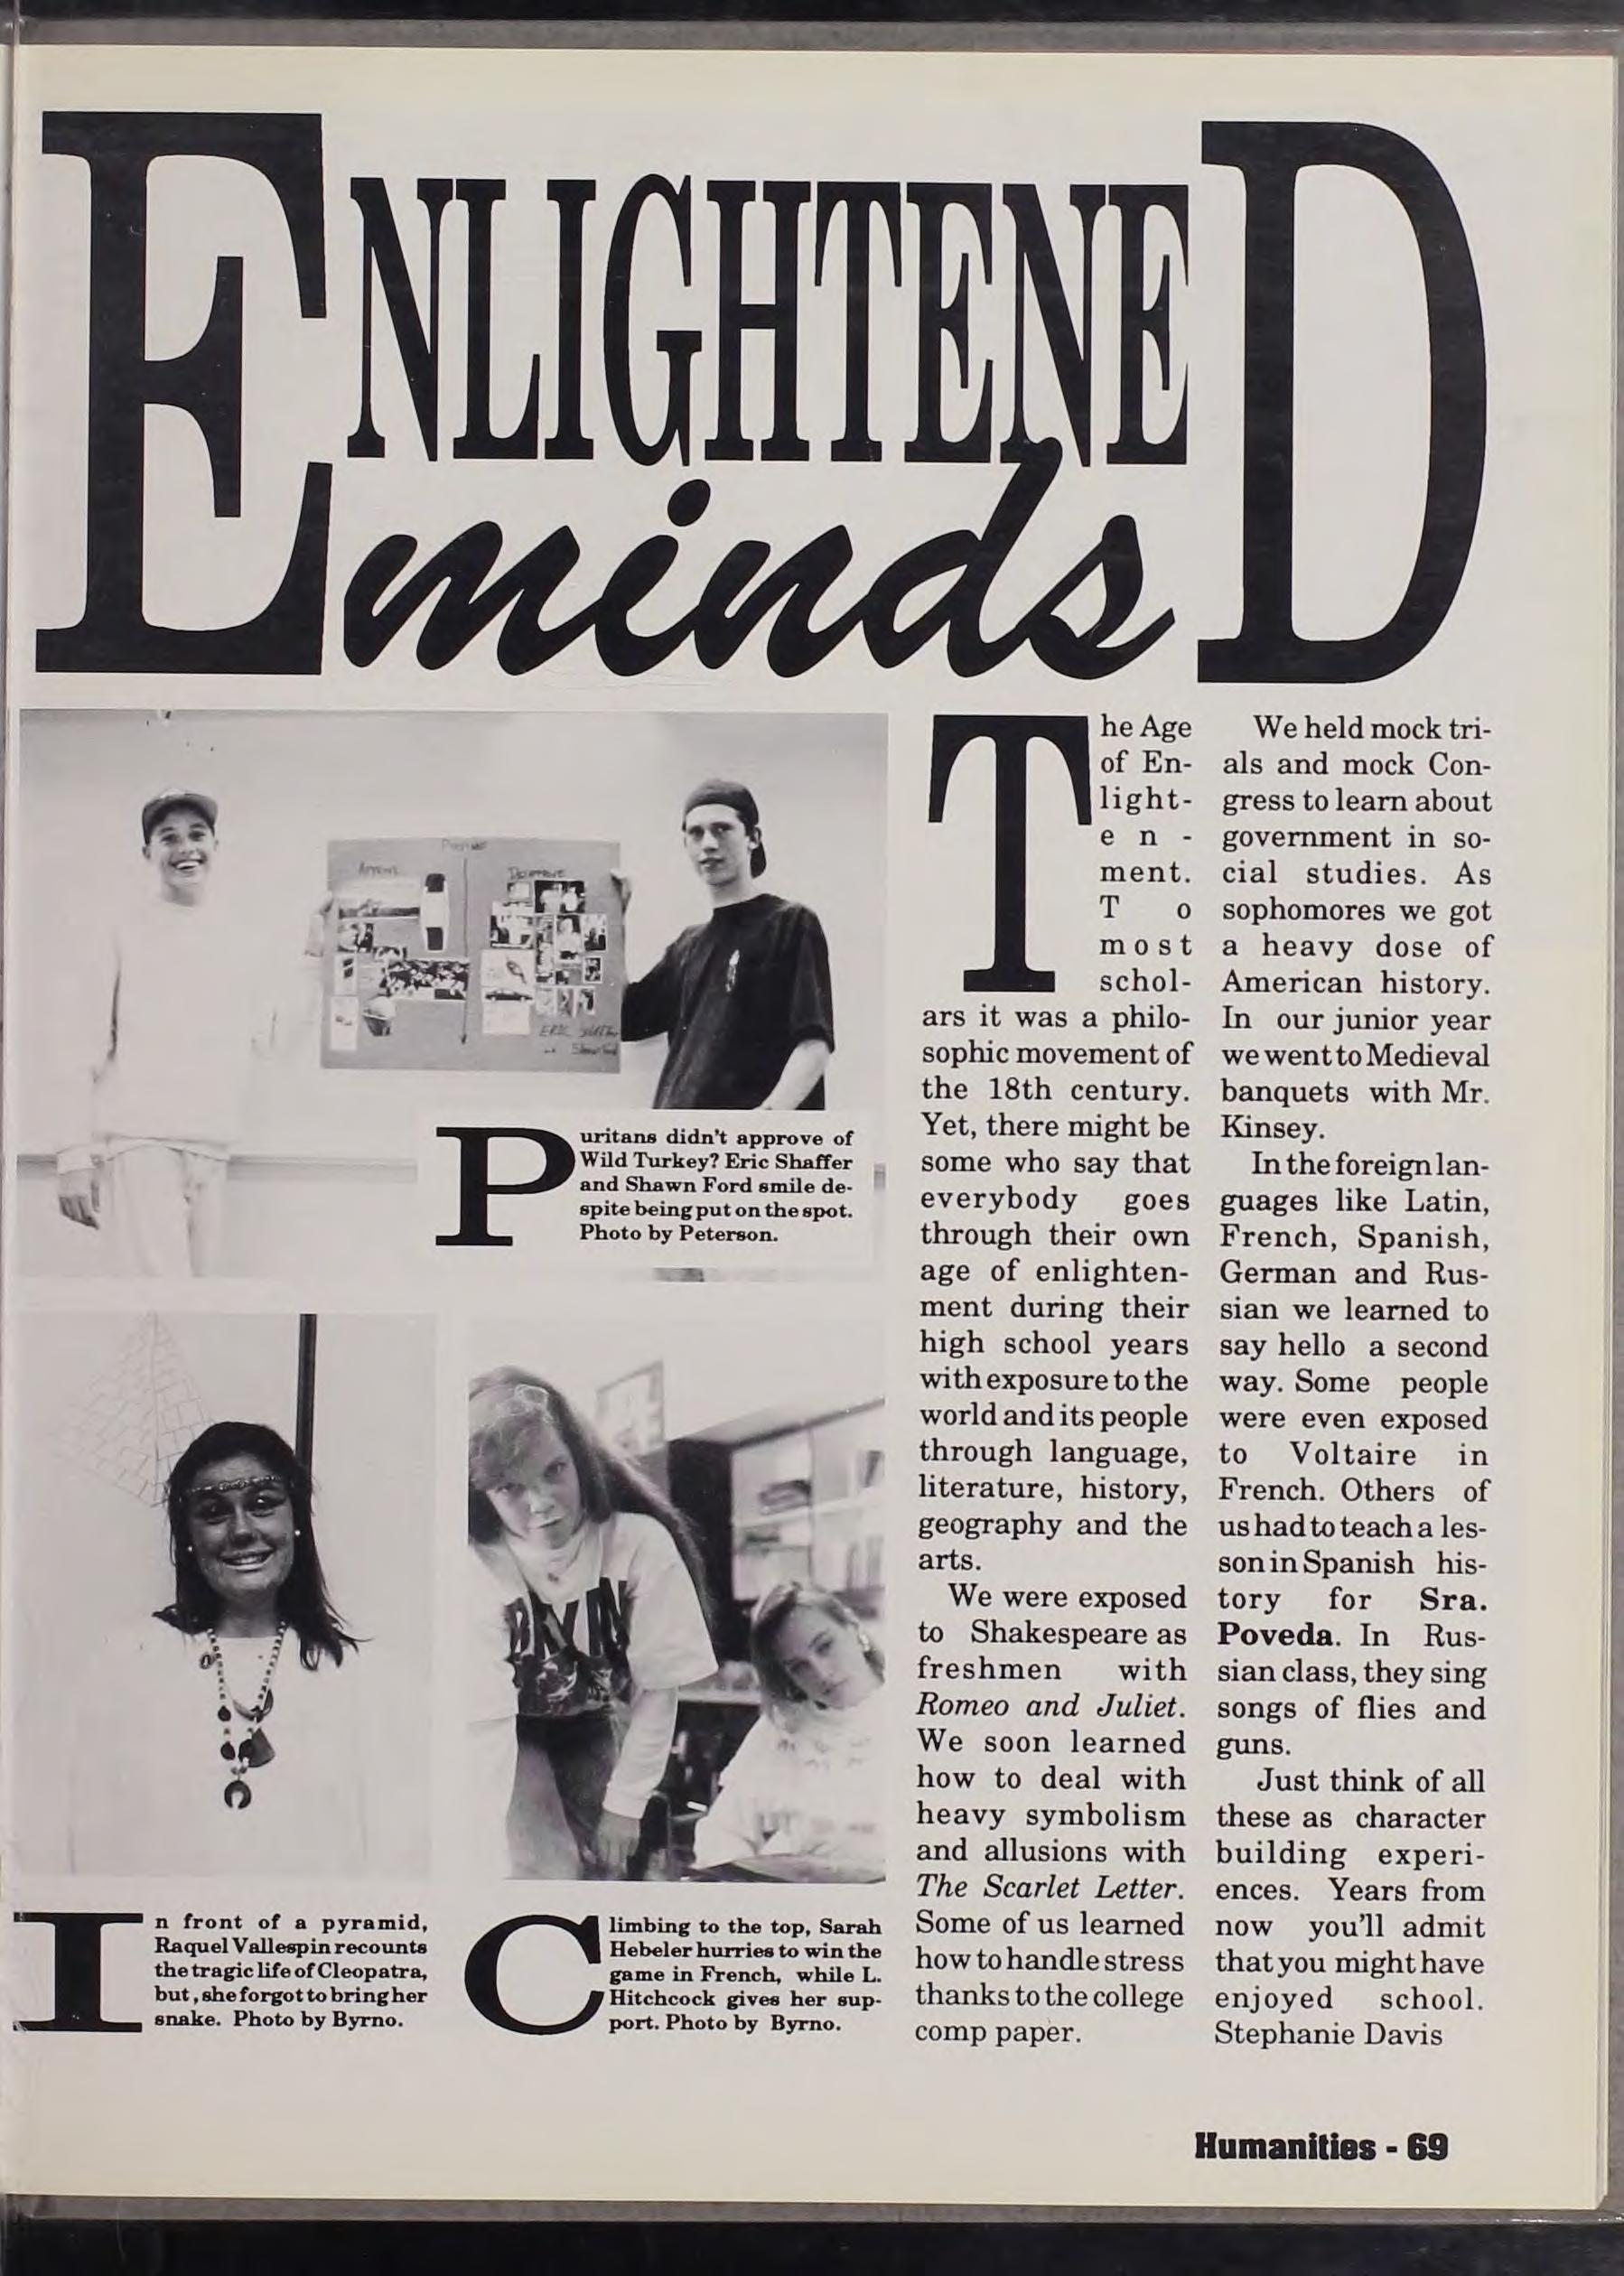 ENLIGHTENED
minds
Puritans
Approve
Disapprove
ERIC Shaffer
Shawn Ford
Puritans didn't approve of
Wild Turkey? Eric Shaffer
and Shawn Ford smile de-
spite being put on the spot.
Photo by Peterson.
In front of a pyramid,
Raquel Vallespin recounts
the tragic life of Cleopatra,
but , she forgot to bring her
snake. Photo by Byrno.
Climbing to the top, Sarah
Hebeler hurries to win the
game in French, while L.
Hitchcock gives her sup-
port. Photo by Byrno.
The Age
of En-
light-
e n -
ment.
T o
most
schol-
ars it was a philo-
sophic movement of
the 18th century.
Yet, there might be
some who say that
everybody goes
through their own
age of enlighten-
ment during their
high school years
with exposure to the
world and its people
through language,
literature, history,
geography and the
arts.
We were exposed
to Shakespeare as
freshmen with
Romeo and Juliet.
We soon learned
how to deal with
heavy symbolism
and allusions with
The Scarlet Letter.
Some of us learned
how to handle stress
thanks to the college
comp paper.
We held mock tri-
als and mock Con-
gress to learn about
government in so-
cial studies. As
sophomores we got
a heavy dose of
American history.
In our junior year
we went to Medieval
banquets with Mr.
Kinsey.
In the foreign lan-
guages like Latin,
French, Spanish,
German and Rus-
sian we learned to
say hello a second
way. Some people
were even exposed
to Voltaire in
French. Others of
us had to teach a les-
son in Spanish his-
tory for Sra.
Poveda. In Rus-
sian class, they sing
songs of flies and
guns.
Just think of all
these as character
building experi-
ences. Years from
now you'll admit
that you might have
enjoyed school.
Stephanie Davis
Humanities - 69